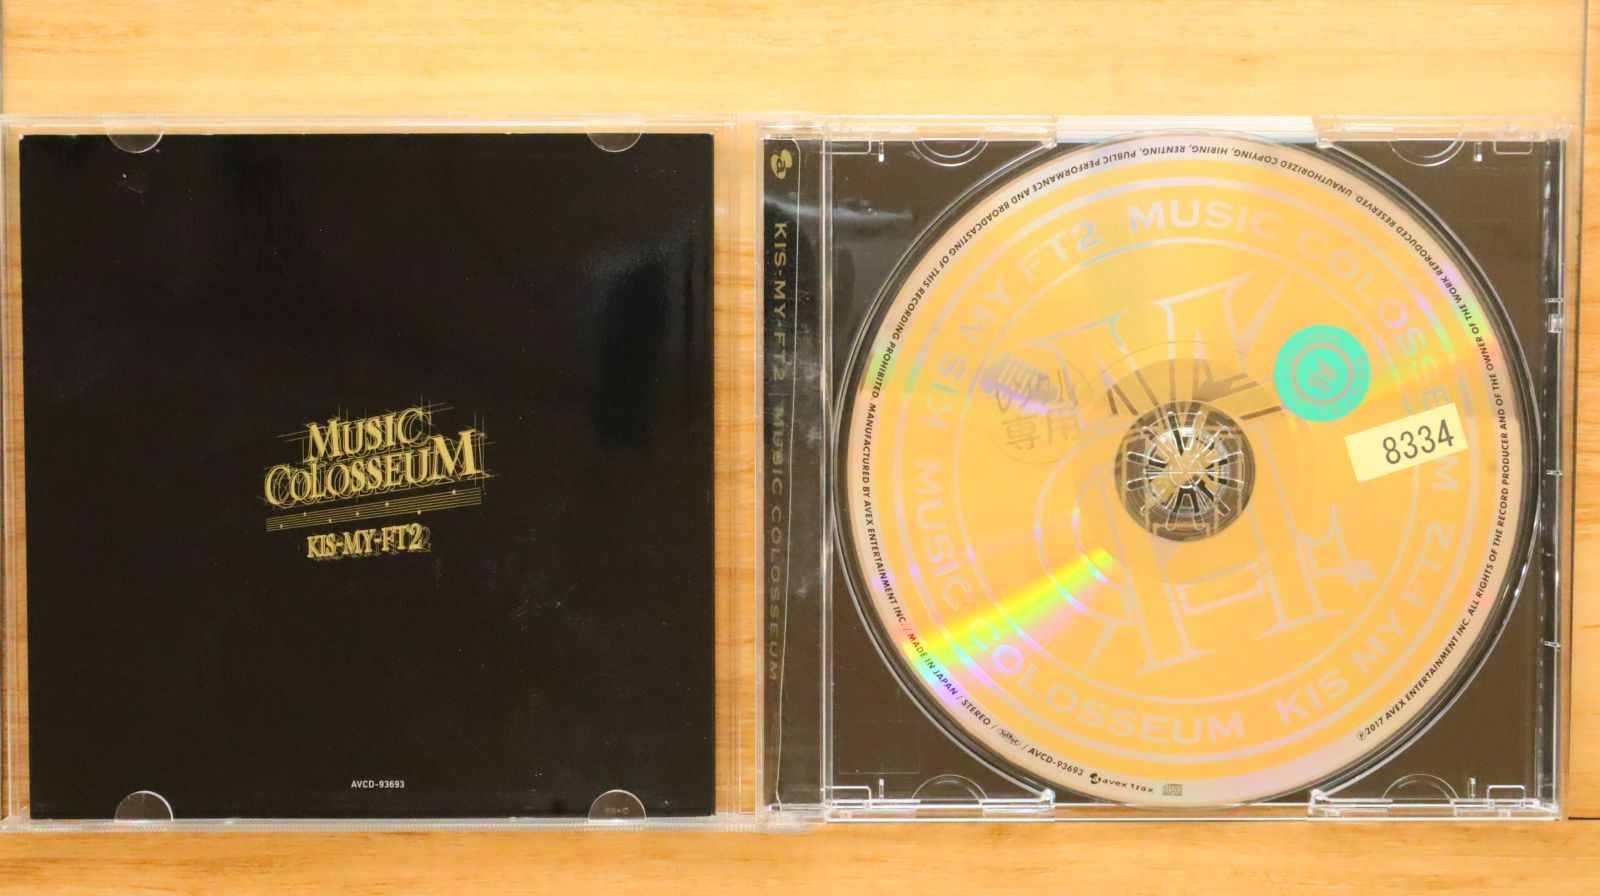 MUSIC
COLOSSEUM
KIS-MY-FT2
AVCD-93693
a
KIS-MY-FT2 MUSIC COLOSSEUM
KIS MY FT2 MUSIC COLOSSEUM KIS MY FT2 MUSIC COLOSSEUM
8334
専用
ALL RIGHTS OF THE RECORD PRODUCER AND OF THE OWNER OF THE WORK REPRODUCED RESERVED. UNAUTHORIZED COPYING, HIRING, RENTING, PUBLIC PERFORMANCE AND BROADCASTING OF THIS RECORDING PROHIBITED. MANUFACTURED BY AVEX ENTERTAINMENT INC. / MADE IN JAPAN / STEREO / AVCD-93693
avex trax
℗2017 AVEX ENTERTAINMENT INC.